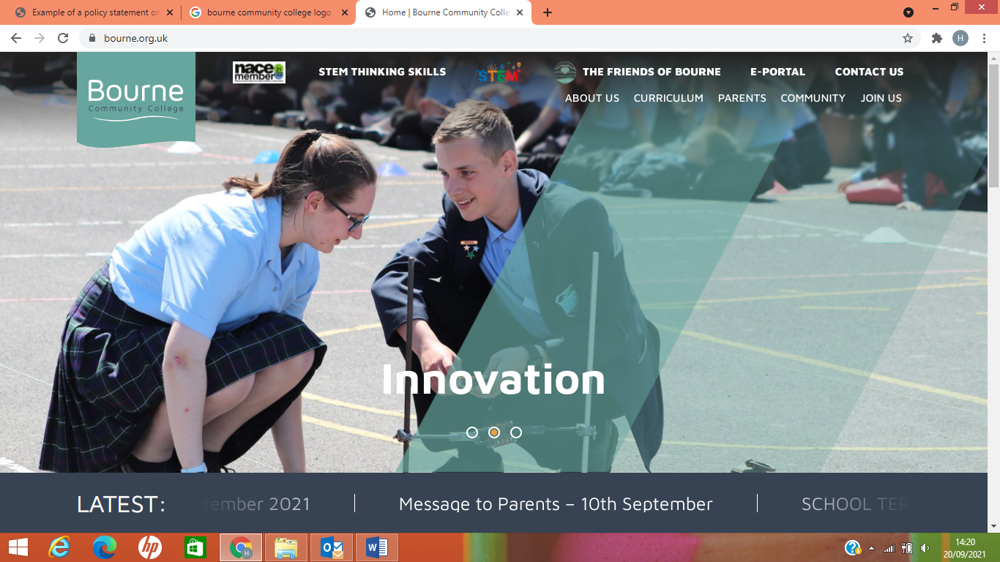 Example of a policy statement on
bourne community college logo
Home | Bourne Community Colle
bourne.org.uk
H
nace
member
21
STEM THINKING SKILLS
STEM
THE FRIENDS OF BOURNE
E-PORTAL
CONTACT US
ABOUT US
CURRICULUM
PARENTS
COMMUNITY
JOIN US
Bourne
Community College
Innovation
LATEST:
tember 2021
Message to Parents – 10th September
SCHOOL TER
14:20
20/09/2021